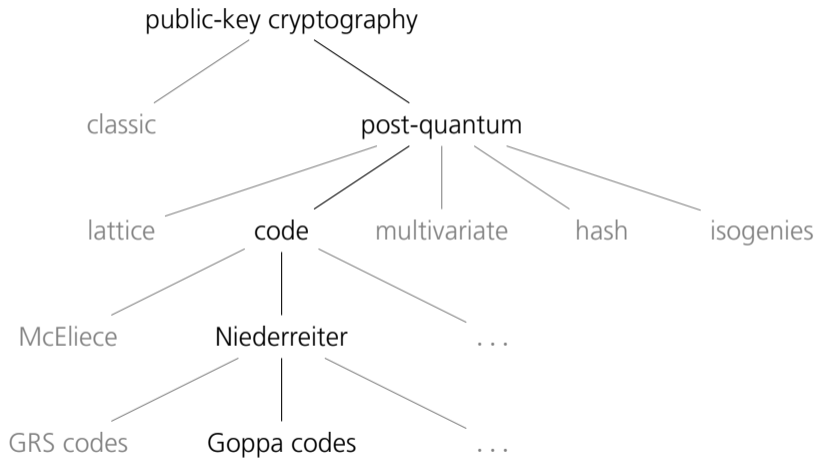 public-key cryptography
classic post-quantum
lattice code multivariate hash isogenies
McEliece Niederreiter ...
GRS codes Goppa codes ...